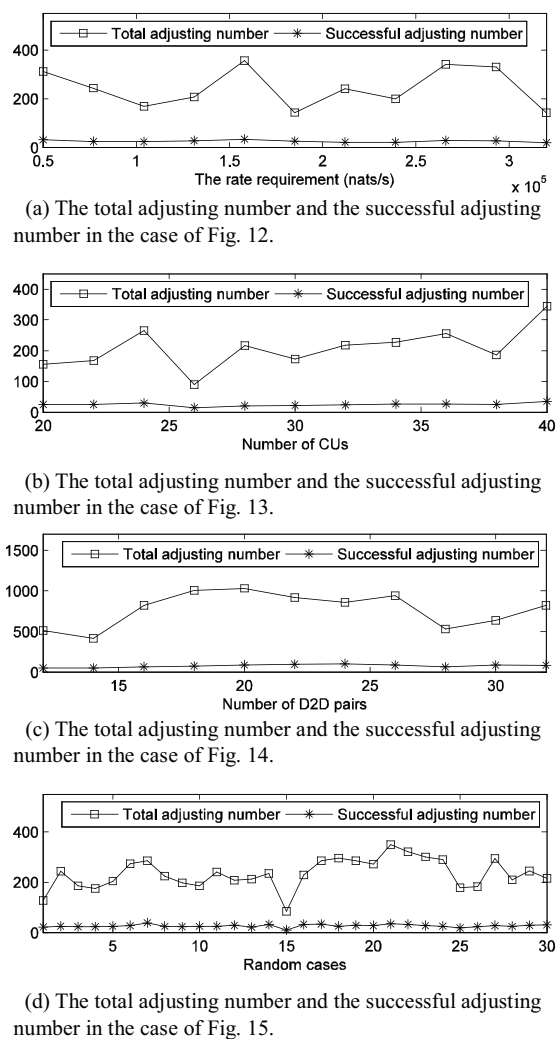 Total adjusting number Successful adjusting number
400
200
0
0.5 1 1.5 2 2.5 3
The rate requirement (nats/s) x 10^5
(a) The total adjusting number and the successful adjusting
number in the case of Fig. 12.
Total adjusting number Successful adjusting number
400
300
200
100
0
20 25 30 35 40
Number of CUs
(b) The total adjusting number and the successful adjusting
number in the case of Fig. 13.
1500
Total adjusting number Successful adjusting number
1000
5000
0
15 20 25 30
Number of D2D pairs
(c) The total adjusting number and the successful adjusting
number in the case of Fig. 14.
Total adjusting number Successful adjusting number
400
200
0
5 10 15 20 25 30
Random cases
(d) The total adjusting number and the successful adjusting
number in the case of Fig. 15.